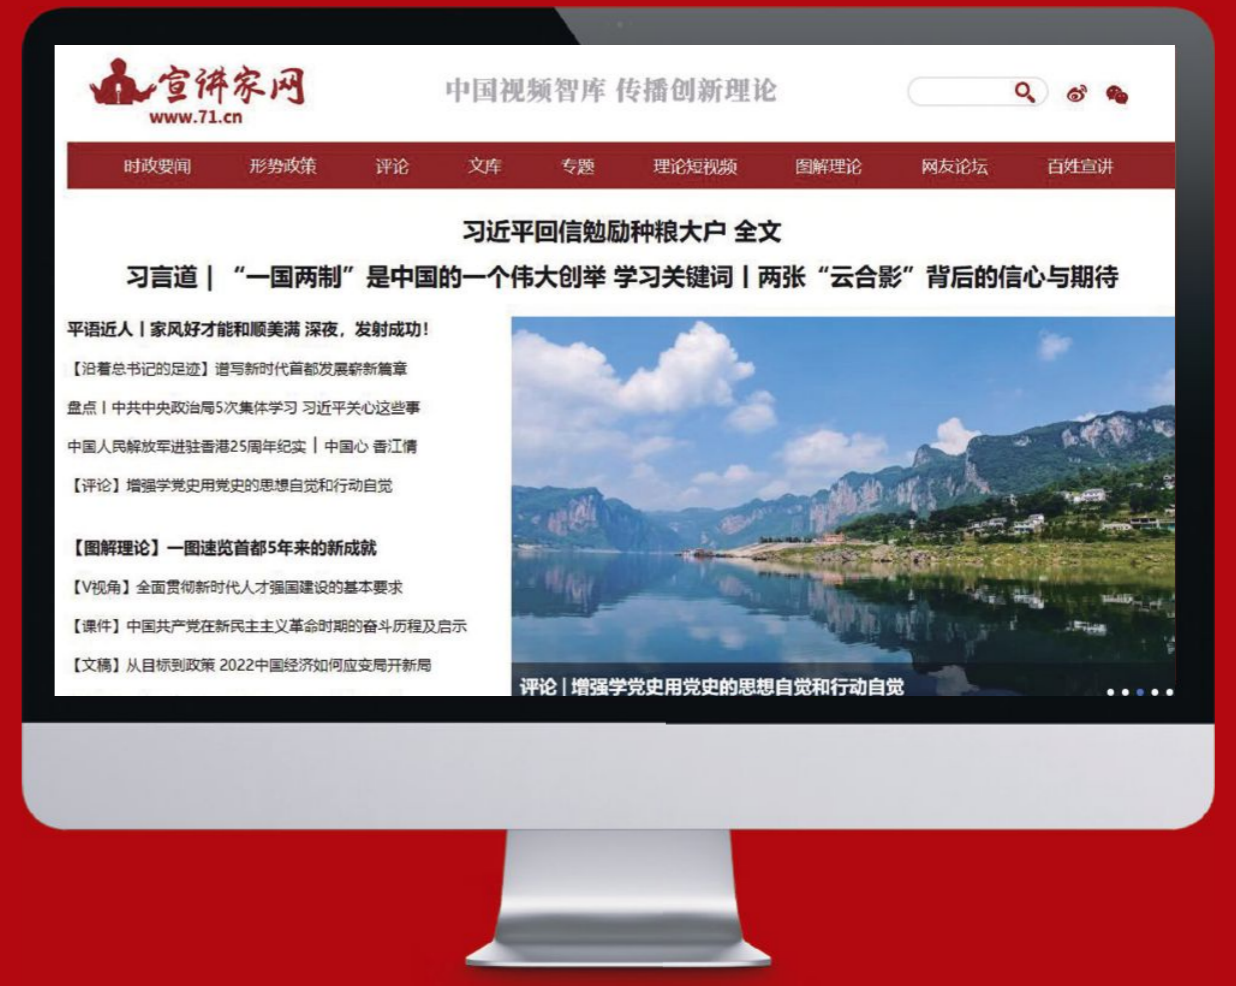 宣讲家网
www.71.cn
中国视频智库 传播创新理论
时政要闻 形势政策 评论 文库 专题 理论短视频 图解理论 网友论坛 百姓宣讲
习近平回信勉励种粮大户 全文
习言道| “一国两制”是中国的一个伟大创举 学习关键词丨两张“云合影”背后的信心与期待
平语近人丨家风好才能和顺美满 深夜，发射成功！
【沿着总书记的足迹】谱写新时代首都发展崭新篇章
盘点丨中共中央政治局5次集体学习 习近平关心这些事
中国人民解放军进驻香港25周年纪实┃中国心 香江情
【评论】增强学党史用党史的思想自觉和行动自觉
【图解理论】一图速览首都5年来的新成就
【V视角】全面贯彻新时代人才强国建设的基本要求
【课件】中国共产党在新民主主义革命时期的奋斗历程及启示
【文稿】从目标到政策 2022中国经济如何应变局开新局
评论 | 增强学党史用党史的思想自觉和行动自觉